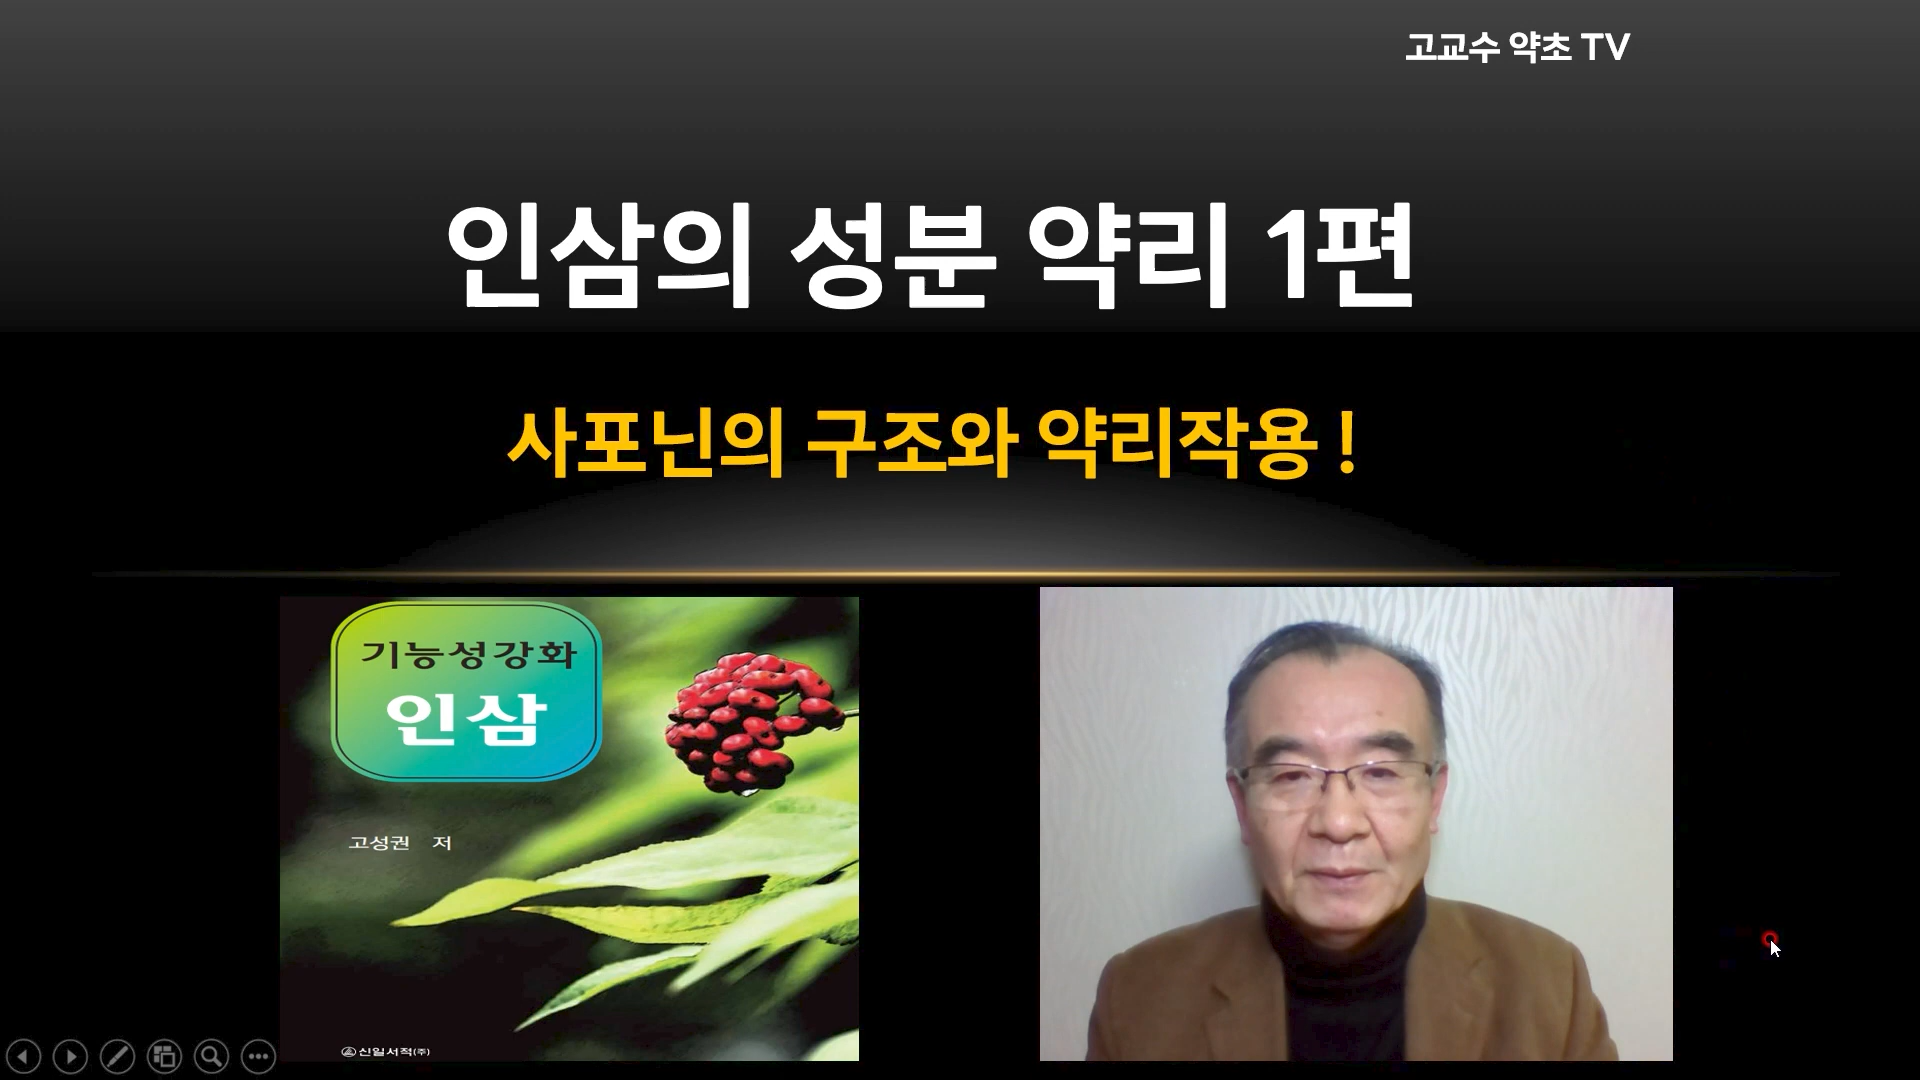 고교수 약초 TV
인삼의 성분 약리 1편
사포닌의 구조와 약리작용 !
기능성강화
인삼
고성권 저
신일서적(주)